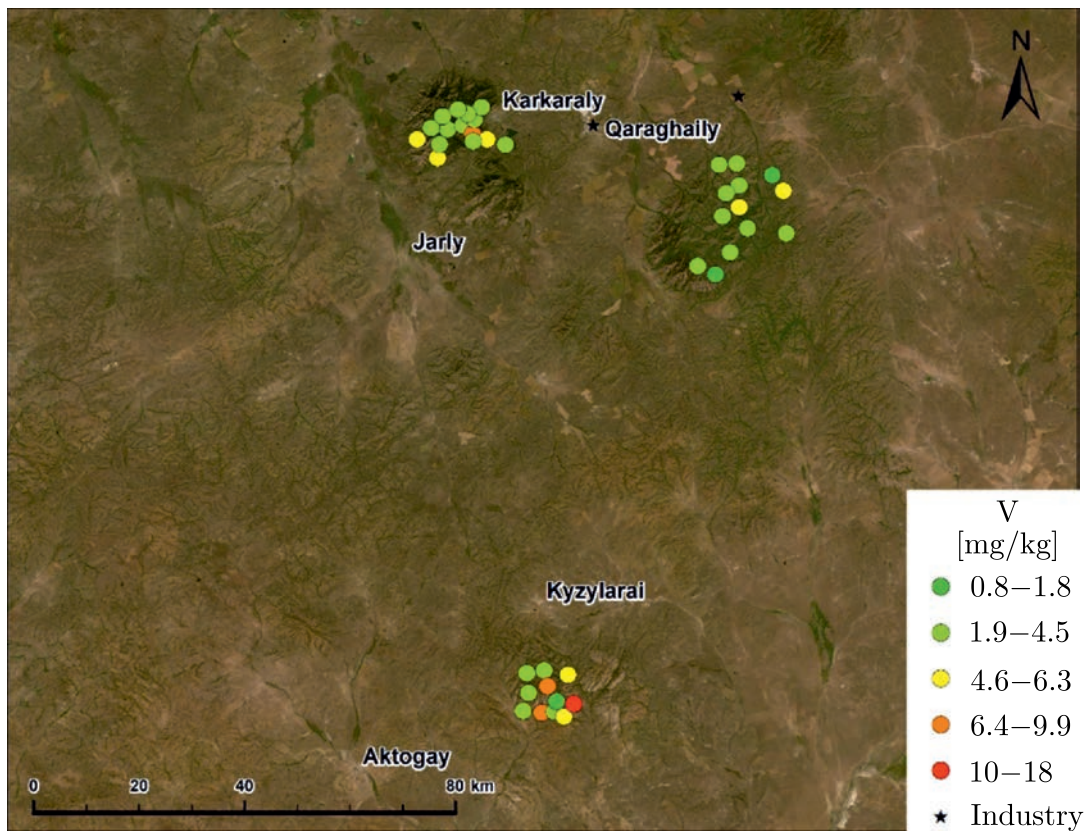 N
Karkaraly
Qaraghaily
Jarly
Kyzylarai
Aktogay
0 20 40 80 km
V
[mg/kg]
0.8−1.8
1.9−4.5
4.6−6.3
6.4−9.9
10−18
Industry